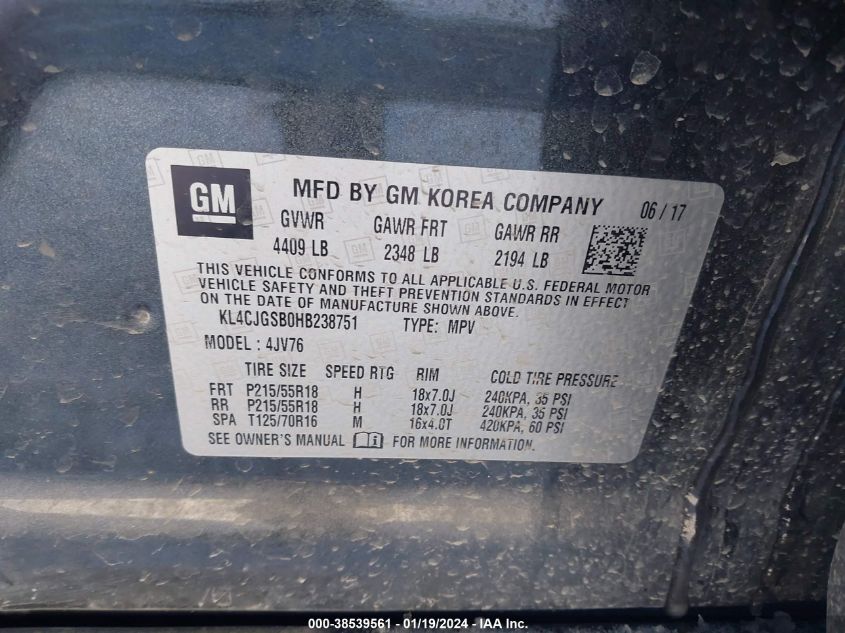 GM MFD BY GM KOREA COMPANY 06 / 17
GVWR GAWR FRT GAWR RR
4409 LB 2348 LB 2194 LB
THIS VEHICLE CONFORMS TO ALL APPLICABLE U.S. FEDERAL MOTOR
VEHICLE SAFETY AND THEFT PREVENTION STANDARDS IN EFFECT
ON THE DATE OF MANUFACTURE SHOWN ABOVE.
KL4CJGSB0HB238751 TYPE: MPV
MODEL : 4JV76
TIRE SIZE SPEED RTG RIM COLD TIRE PRESSURE
FRT P215/55R18 H 18x7.0J 240KPA, 35 PSI
RR P215/55R18 H 18x7.0J 240KPA, 35 PSI
SPA T125/70R16 M 16x4.0T 420KPA, 60 PSI
SEE OWNER'S MANUAL FOR MORE INFORMATION.
000-38539561 - 01/19/2024 - IAA Inc.